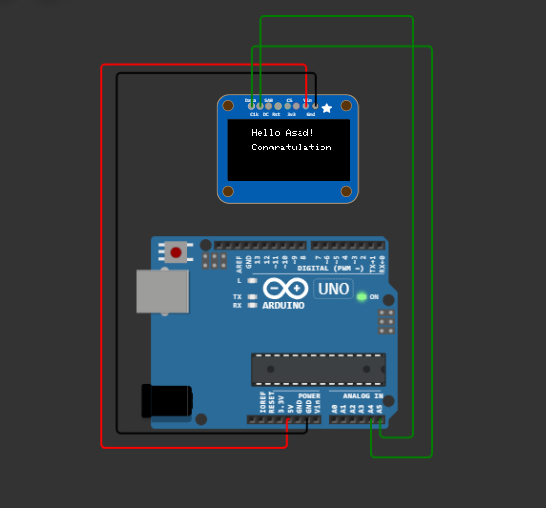 Data SA0 CS Vin
Clk DC Rst 3v3 Gnd
Hello Asad!
Congratulation
AREF
GND
13
12
~11
~10
~9
8
7
~6
~5
4
~3
2
TX→1
RX←0
DIGITAL (PWM ~)
L
TX
RX
UNO
ON
ARDUINO
POWER
ANALOG IN
IOREF
RESET
3.3V
5V
GND
GND
Vin
A0
A1
A2
A3
A4
A5